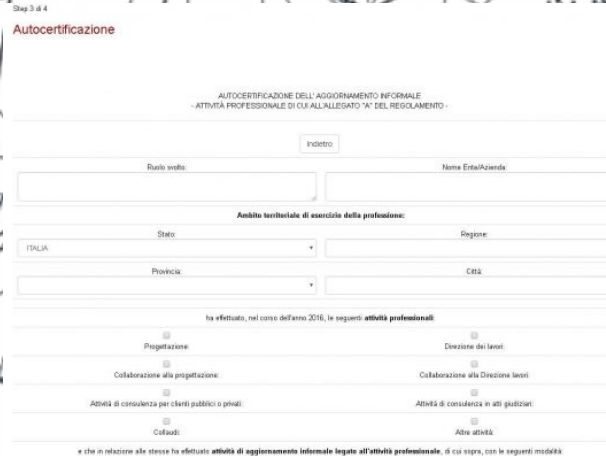 Step 3 di 4
Autocertificazione
AUTOCERTIFICAZIONE DELL' AGGIORNAMENTO INFORMALE
- ATTIVITÀ PROFESSIONALE DI CUI ALL'ALLEGATO "A" DEL REGOLAMENTO -
Indietro
Ruolo svolto: Nome Ente/Azienda:
Ambito territoriale di esercizio della professione:
Stato: Regione:
ITALIA
Provincia: Città:
ha effettuato, nel corso dell'anno 2016, le seguenti attività professionali:
Progettazione: Direzione dei lavori:
Collaborazione alla progettazione: Collaborazione alla Direzione lavori:
Attività di consulenza per clienti pubblici o privati: Attività di consulenza in atti giudiziari:
Collaudi: Altre attività:
e che in relazione alle stesse ha effettuato attività di aggiornamento informale legato all'attività professionale, di cui sopra, con le seguenti modalità: